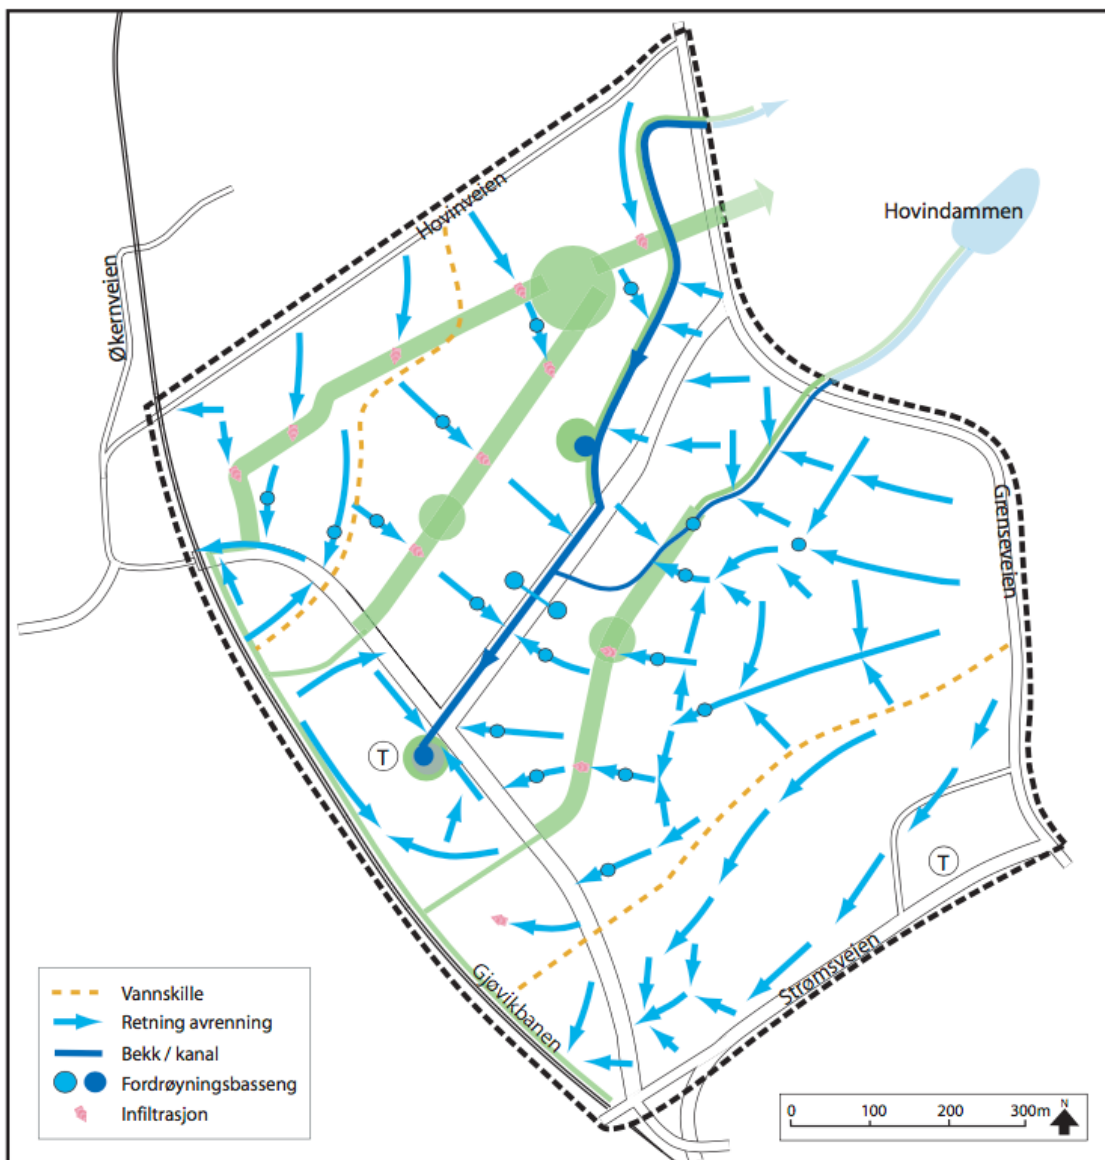 Hovinveien
Hovindammen
Økernveien
Grenseveien
T
T
Strømsveien
Gjøvikbanen
Vannskille
Retning avrenning
Bekk / kanal
Fordrøyningsbasseng
Infiltrasjon
0 100 200 300m N